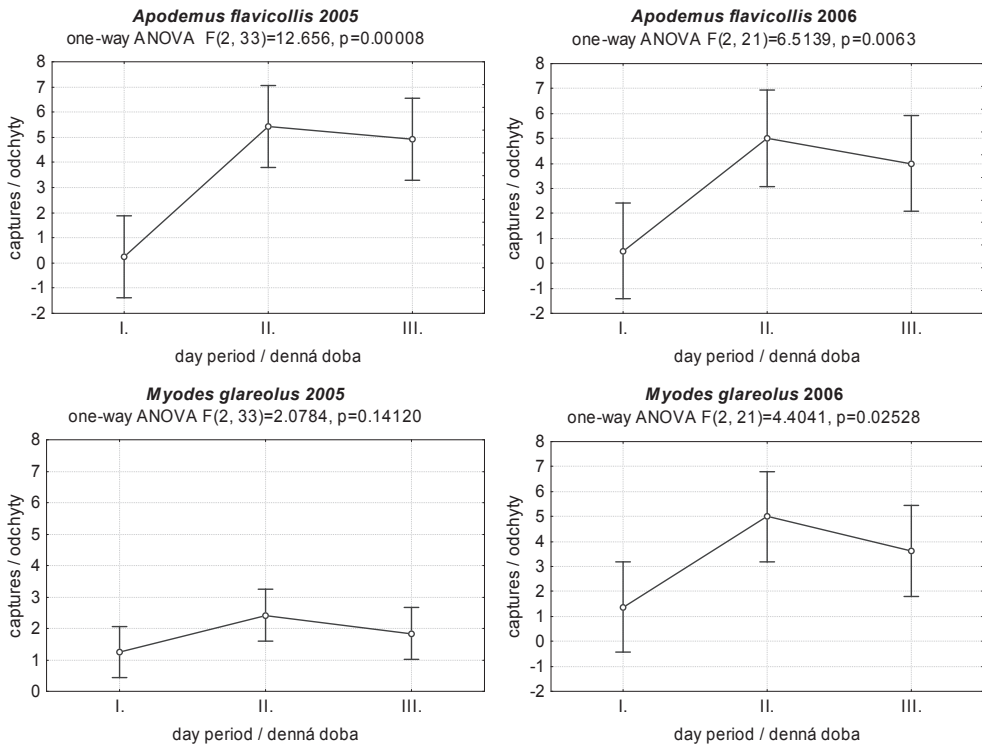 Apodemus flavicollis 2005
one-way ANOVA F(2, 33)=12.656, p=0.00008
8
7
6
5
4
3
2
1
0
-1
-2
captures / odchyty
I.
II.
III.
day period / denná doba
Apodemus flavicollis 2006
one-way ANOVA F(2, 21)=6.5139, p=0.0063
8
7
6
5
4
3
2
1
0
-1
-2
captures / odchyty
I.
II.
III.
day period / denná doba
Myodes glareolus 2005
one-way ANOVA F(2, 33)=2.0784, p=0.14120
8
7
6
5
4
3
2
1
0
captures / odchyty
I.
II.
III.
day period / denná doba
Myodes glareolus 2006
one-way ANOVA F(2, 21)=4.4041, p=0.02528
8
7
6
5
4
3
2
1
0
-1
-2
captures / odchyty
I.
II.
III.
day period / denná doba